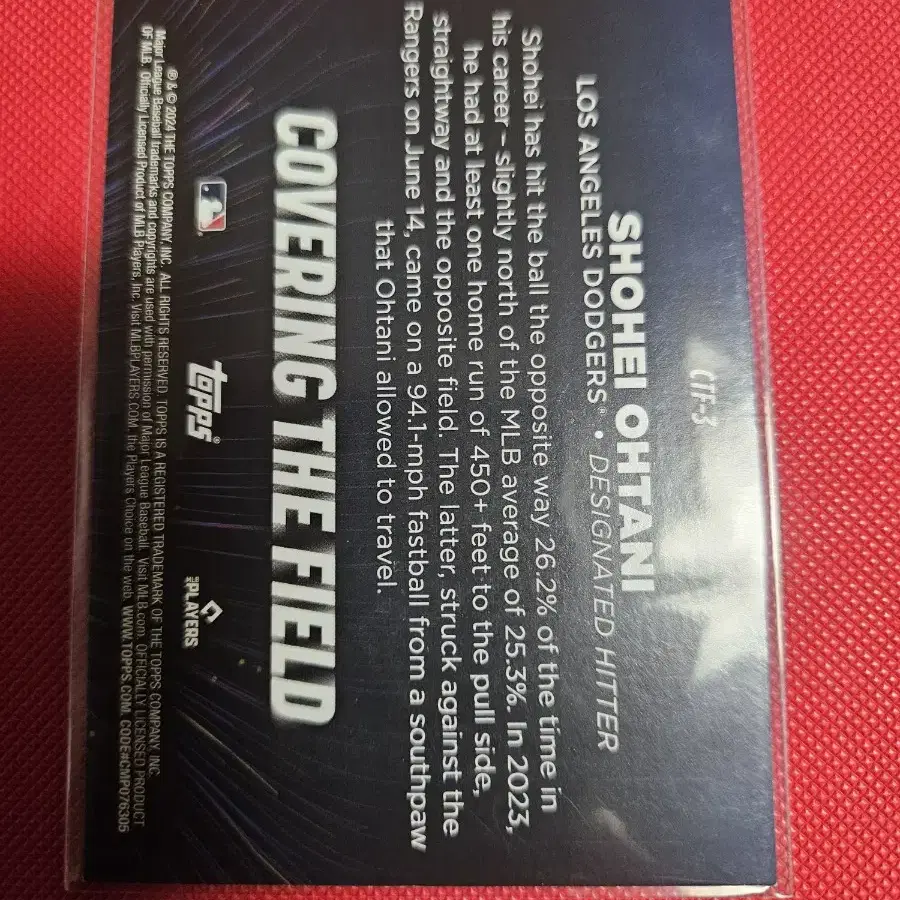 CTF-3
SHOHEI OHTANI
LOS ANGELES DODGERS® • DESIGNATED HITTER
Shohei has hit the ball the opposite way 26.2% of the time in
his career – slightly north of the MLB average of 25.3%. In 2023,
he had at least one home run of 450+ feet to the pull side,
straightway and the opposite field. The latter, struck against the
Rangers on June 14, came on a 94.1-mph fastball from a southpaw
that Ohtani allowed to travel.
COVERING THE FIELD
topps®
MLB PLAYERS
® & © 2024 THE TOPPS COMPANY, INC. ALL RIGHTS RESERVED. TOPPS IS A REGISTERED TRADEMARK OF THE TOPPS COMPANY, INC.
Major League Baseball trademarks and copyrights are used with permission of Major League Baseball. Visit MLB.com. OFFICIALLY LICENSED PRODUCT
OF MLB. Officially Licensed Product of MLB Players, Inc. Visit MLBPLAYERS.COM, the Players Choice on the web. WWW.TOPPS.COM. CODE#CMP076305